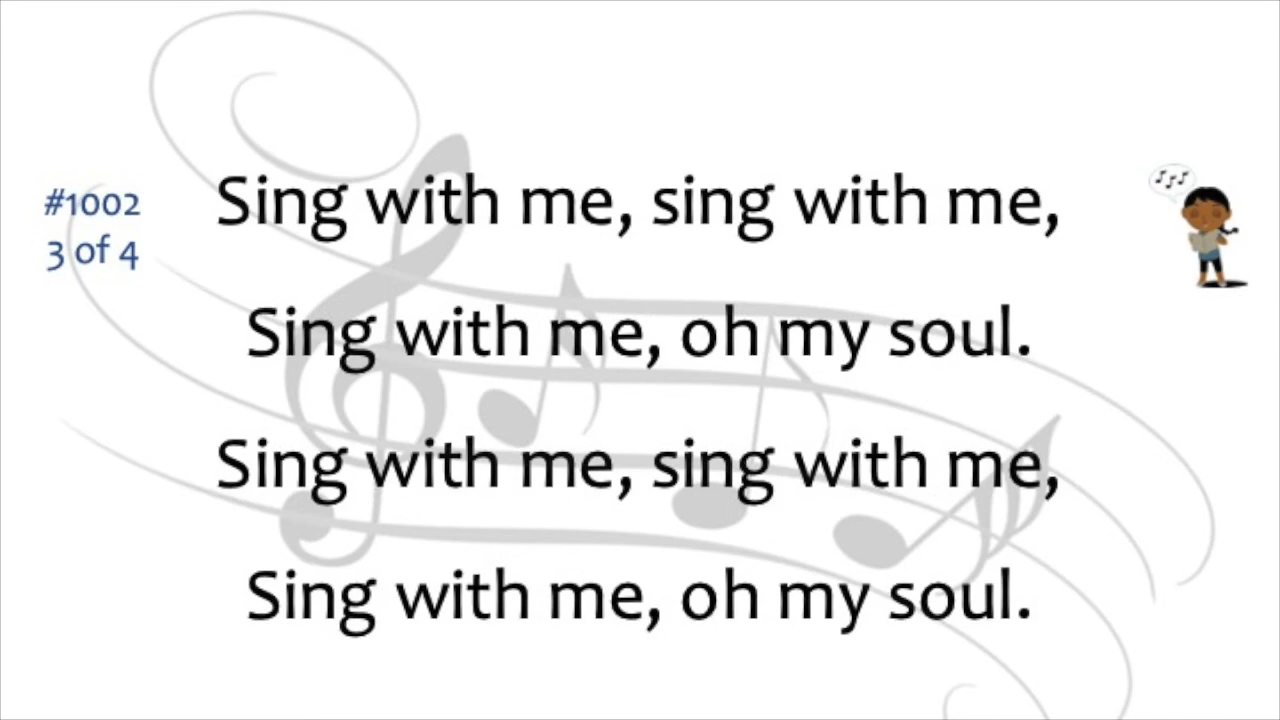 #1002
3 of 4
Sing with me, sing with me,
Sing with me, oh my soul.
Sing with me, sing with me,
Sing with me, oh my soul.